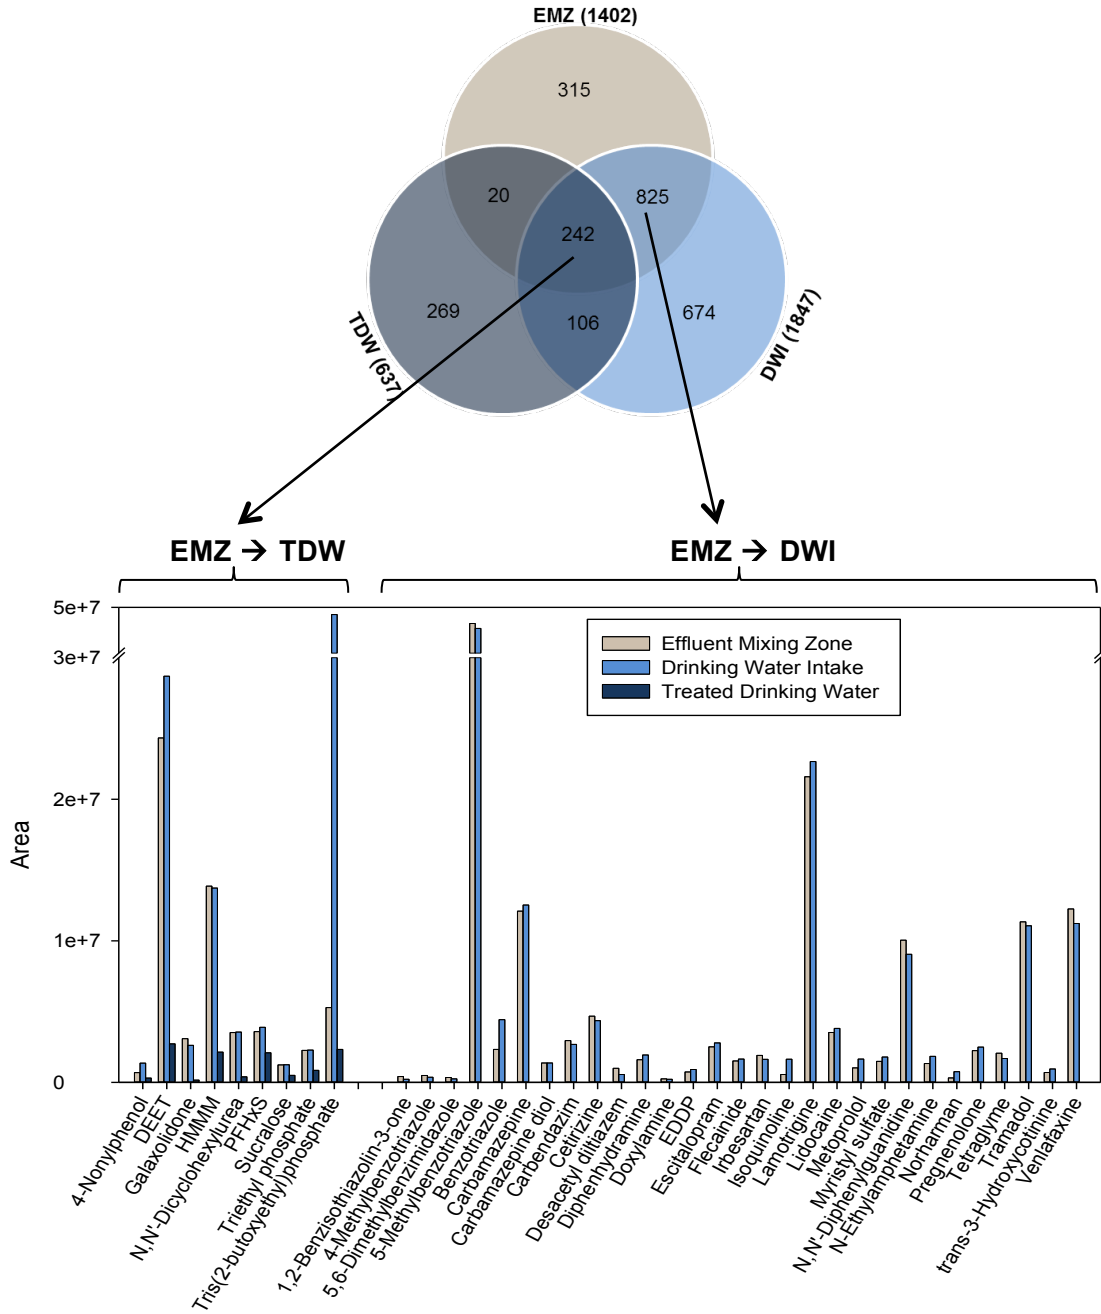 EMZ (1402)
315
20
825
242
269
106
674
TDW (637)
DWI (1847)
EMZ → TDW
EMZ → DWI
5e+7
3e+7
2e+7
1e+7
0
Area
Effluent Mixing Zone
Drinking Water Intake
Treated Drinking Water
4-Nonylphenol
DEET
Galaxolidone
HMMM
N,N'-Dicyclohexylurea
PFHxS
Sucralose
Triethyl phosphate
Tris(2-butoxyethyl)phosphate
1,2-Benzisothiazolin-3-one
4-Methylbenzotriazole
5,6-Dimethylbenzimidazole
5-Methylbenzotriazole
Benzotriazole
Carbamazepine
Carbamazepine diol
Carbendazim
Cetirizine
Desacetyl diltiazem
Diphenhydramine
Doxylamine
EDDP
Escitalopram
Flecainide
Irbesartan
Isoquinoline
Lamotrigine
Lidocaine
Metoprolol
Myristyl sulfate
N,N'-Diphenylguanidine
N-Ethylamphetamine
Norharman
Pregnenolone
Tetraglyme
Tramadol
trans-3-Hydroxycotinine
Venlafaxine